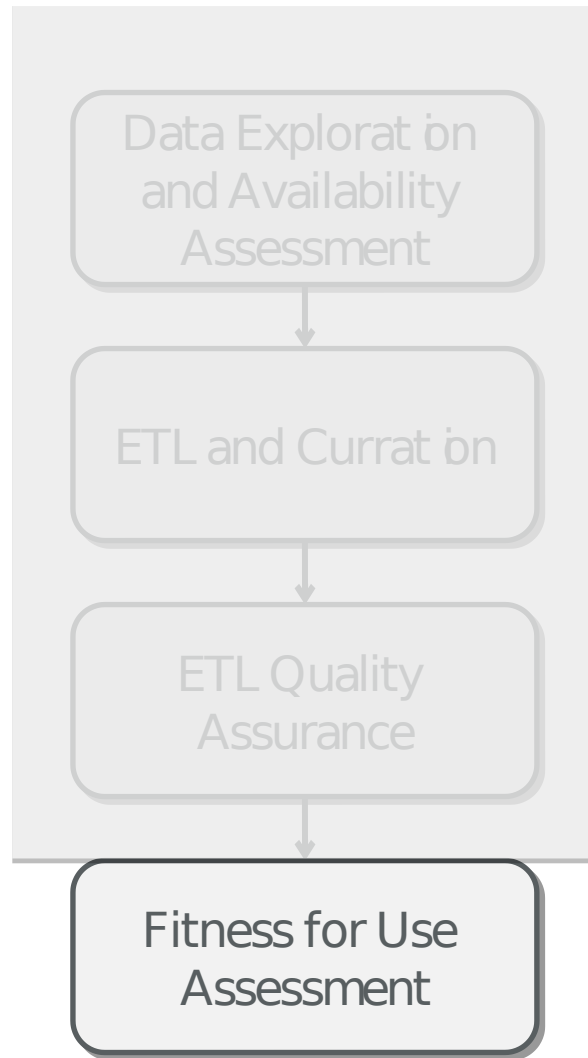 Data Exploration
and Availability
Assessment
ETL and Curration
ETL Quality
Assurance
Fitness for Use
Assessment